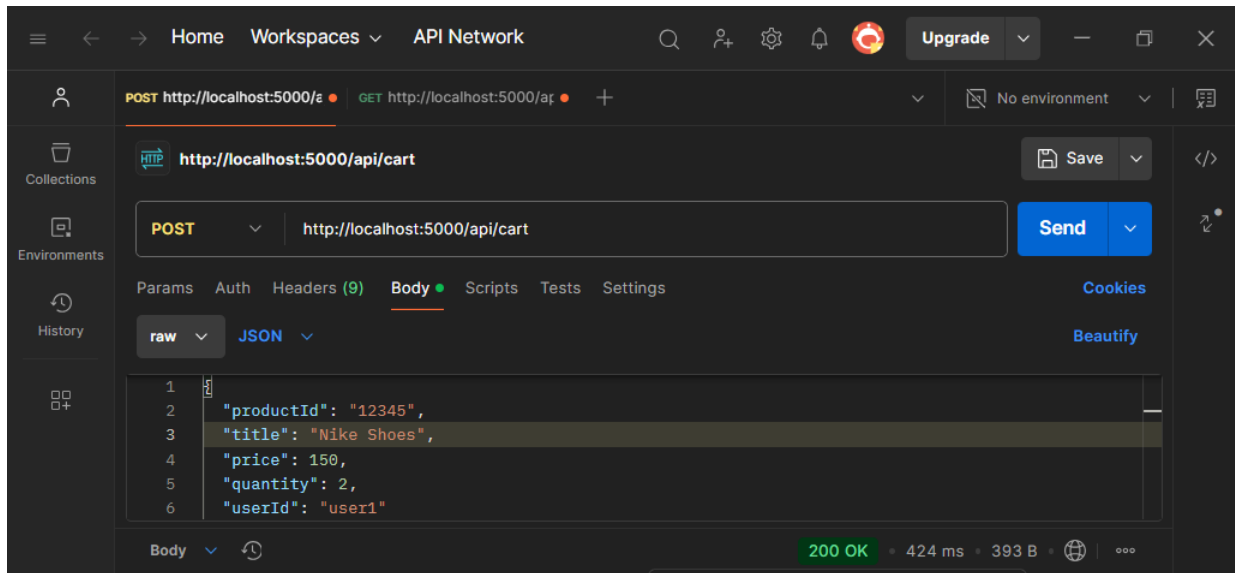 Home Workspaces API Network Upgrade
POST http://localhost:5000/a GET http://localhost:5000/ap No environment
HTTP http://localhost:5000/api/cart Save
Collections
POST http://localhost:5000/api/cart Send
Environments
Params Auth Headers (9) Body Scripts Tests Settings Cookies
History
raw JSON Beautify
1 {
2 "productId": "12345",
3 "title": "Nike Shoes",
4 "price": 150,
5 "quantity": 2,
6 "userId": "user1"
Body 200 OK 424 ms 393 B